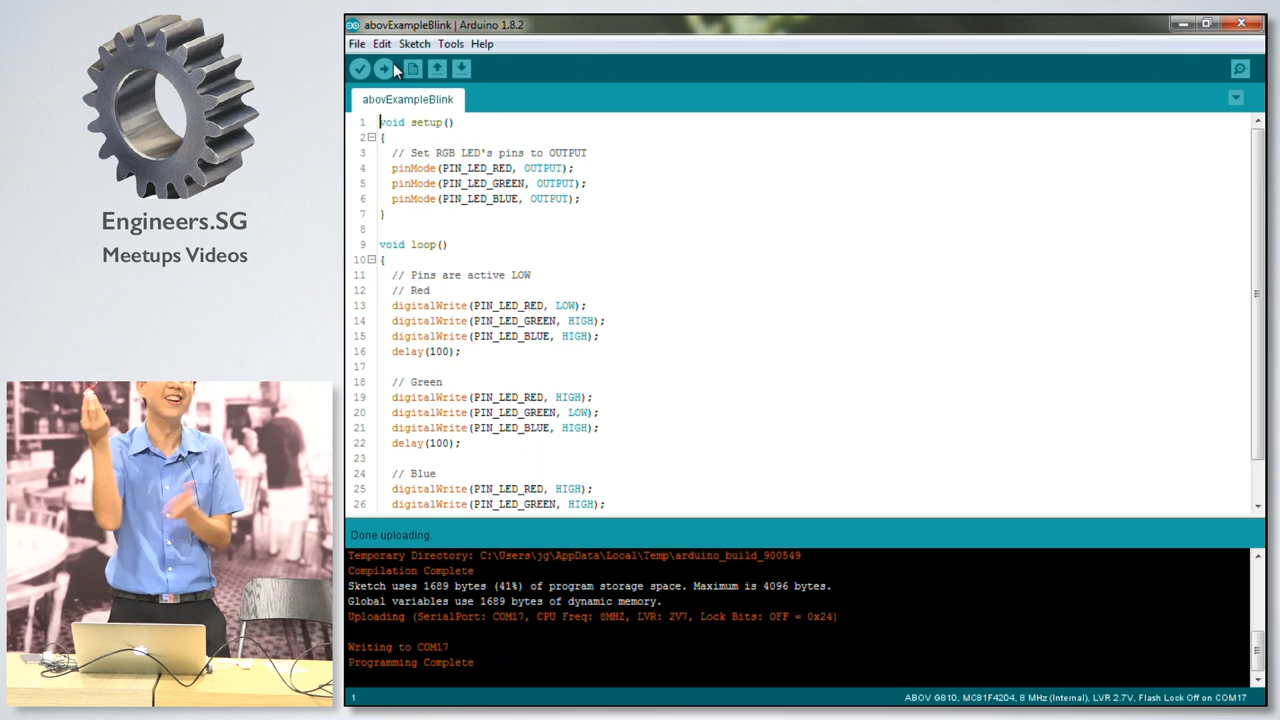 Engineers.SG
Meetups Videos
abovExampleBlink | Arduino 1.8.2
File Edit Sketch Tools Help
abovExampleBlink
1 void setup()
2 {
3 // Set RGB LED's pins to OUTPUT
4 pinMode(PIN_LED_RED, OUTPUT);
5 pinMode(PIN_LED_GREEN, OUTPUT);
6 pinMode(PIN_LED_BLUE, OUTPUT);
7 }
8
9 void loop()
10 {
11 // Pins are active LOW
12 // Red
13 digitalWrite(PIN_LED_RED, LOW);
14 digitalWrite(PIN_LED_GREEN, HIGH);
15 digitalWrite(PIN_LED_BLUE, HIGH);
16 delay(100);
17
18 // Green
19 digitalWrite(PIN_LED_RED, HIGH);
20 digitalWrite(PIN_LED_GREEN, LOW);
21 digitalWrite(PIN_LED_BLUE, HIGH);
22 delay(100);
23
24 // Blue
25 digitalWrite(PIN_LED_RED, HIGH);
26 digitalWrite(PIN_LED_GREEN, HIGH);
Done uploading.
Temporary Directory: C:\Users\jg\AppData\Local\Temp\arduino_build_900549
Compilation Complete
Sketch uses 1689 bytes (41%) of program storage space. Maximum is 4096 bytes.
Global variables use 1689 bytes of dynamic memory.
Uploading (SerialPort: COM17, CPU Freq: 8MHZ, LVR: 2V7, Lock Bits: OFF = 0x24)
Writing to COM17
Programming Complete
1 ABOV G810, MC81F4204, 8 MHz (Internal), LVR 2.7V, Flash Lock Off on COM17